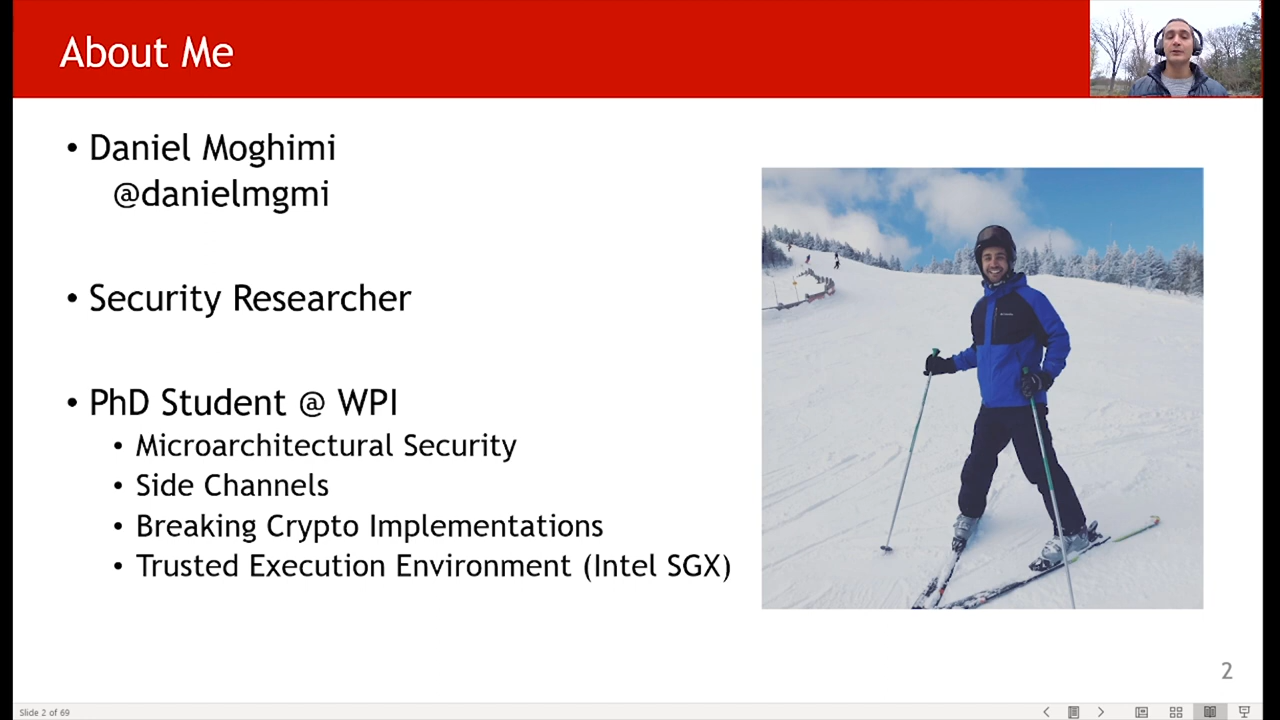 About Me
• Daniel Moghimi
@danielmgmi
• Security Researcher
• PhD Student @ WPI
• Microarchitectural Security
• Side Channels
• Breaking Crypto Implementations
• Trusted Execution Environment (Intel SGX)
2
Slide 2 of 69